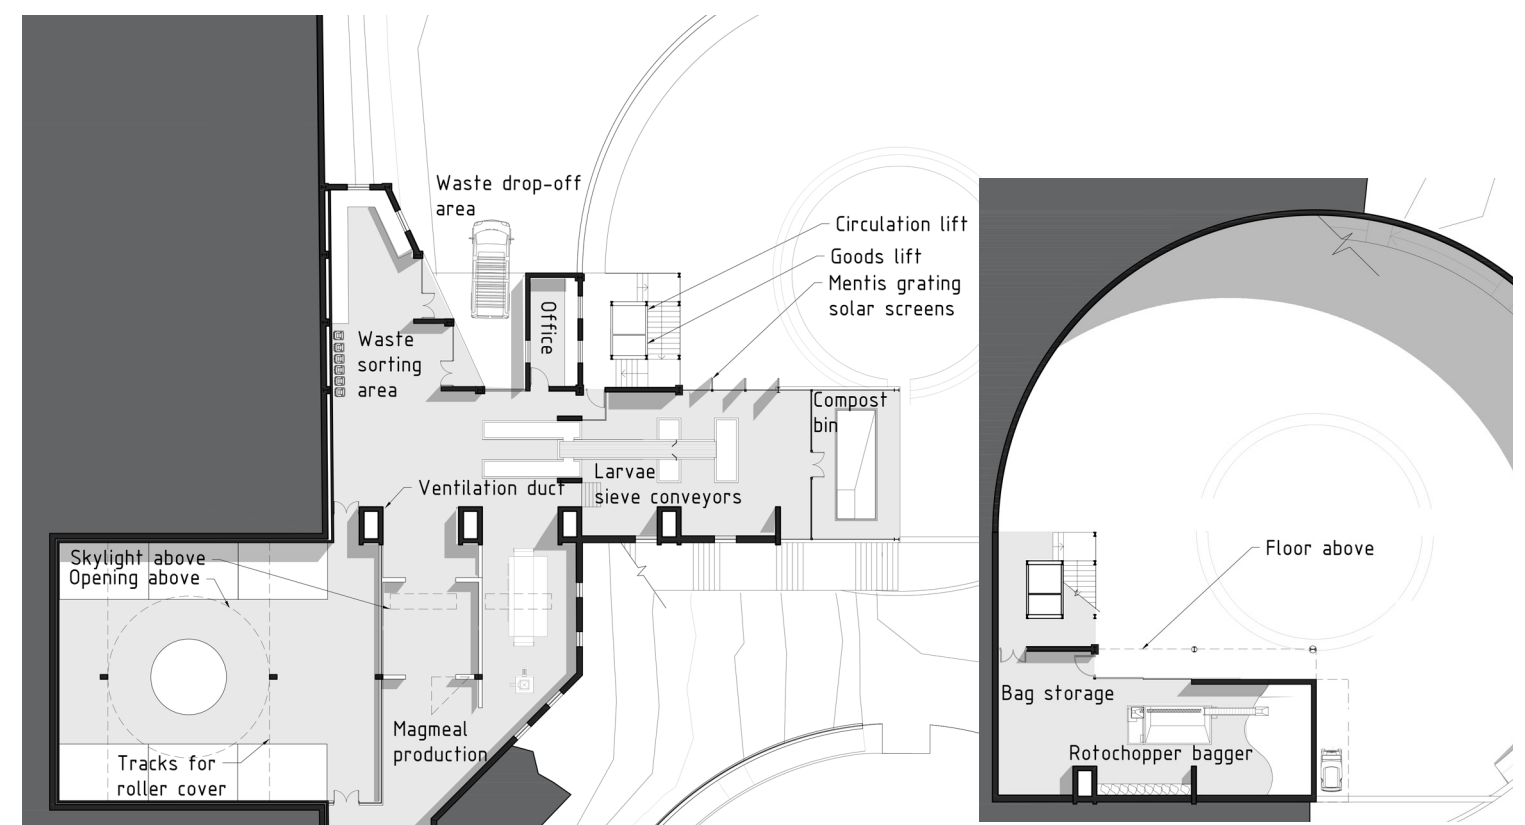 Waste drop-off
area
Circulation lift
Goods lift
Mentis grating
solar screens
Office
Waste
sorting
area
Compost
bin
Larvae
sieve conveyors
Ventilation duct
Skylight above
Opening above
Floor above
Bag storage
Magmeal
production
Rotochopper bagger
Tracks for
roller cover